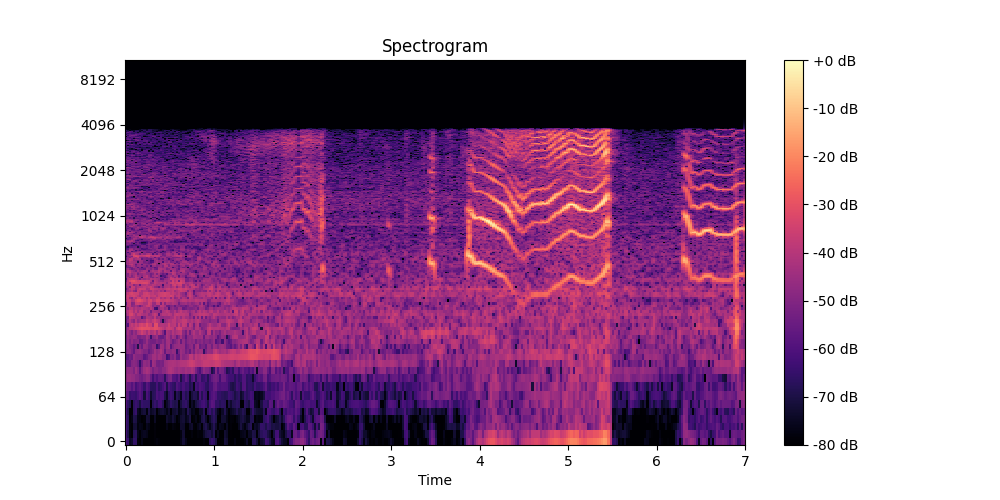 Spectrogram
Hz
8192
4096
2048
1024
512
256
128
64
0
0 1 2 3 4 5 6 7
Time
+0 dB
-10 dB
-20 dB
-30 dB
-40 dB
-50 dB
-60 dB
-70 dB
-80 dB